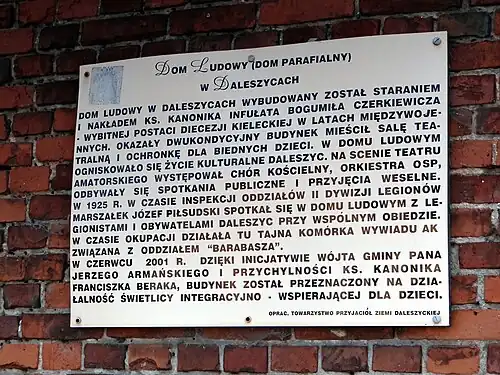 DOM LUDOWY (DOM PARAFIALNY)
W DALESZYCACH
DOM LUDOWY W DALESZYCACH WYBUDOWANY ZOSTAŁ STARANIEM
I NAKŁADEM KS. KANONIKA INFUŁATA BOGUMIŁA CZERKIEWICZA
- WYBITNEJ POSTACI DIECEZJI KIELECKIEJ W LATACH MIĘDZYWOJE-
NNYCH. OKAZAŁY DWUKONDYCYJNY BUDYNEK MIEŚCIŁ SALĘ TEA
TRALNĄ I OCHRONKĘ DLA BIEDNYCH DZIECI. W DOMU LUDOWYM
OGNISKOWAŁO SIĘ ŻYCIE KULTURALNE DALESZYC. NA SCENIE TEATRU
AMATORSKIEGO WYSTĘPOWAŁ CHÓR KOŚCIELNY, ORKIESTRA OSP,
ODBYWAŁY SIĘ SPOTKANIA PUBLICZNE I PRZYJĘCIA WESELNE.
W 1925 R. W CZASIE INSPEKCJI ODDZIAŁÓW II DYWIZJI LEGIONÓW
MARSZAŁEK JÓZEF PIŁSUDSKI SPOTKAŁ SIĘ W DOMU LUDOWYM Z LE-
GIONISTAMI I OBYWATELAMI DALESZYC PRZY WSPÓLNYM OBIEDZIE.
W CZASIE OKUPACJI DZIAŁAŁA TU TAJNA KOMÓRKA WYWIADU AK
ZWIĄZANA Z ODDZIAŁEM "BARABASZA".
W CZERWCU 2001 R. DZIĘKI INICJATYWIE WÓJTA GMINY PANA
JERZEGO ARMAŃSKIEGO I PRZYCHYLNOŚCI KS. KANONIKA
FRANCISZKA BERAKA, BUDYNEK ZOSTAŁ PRZEZNACZONY NA DZIA-
ŁALNOŚĆ ŚWIETLICY INTEGRACYJNO - WSPIERAJĄCEJ DLA DZIECI.
OPRAC. TOWARZYSTWO PRZYJACIÓŁ ZIEMI DALESZYCKIEJ